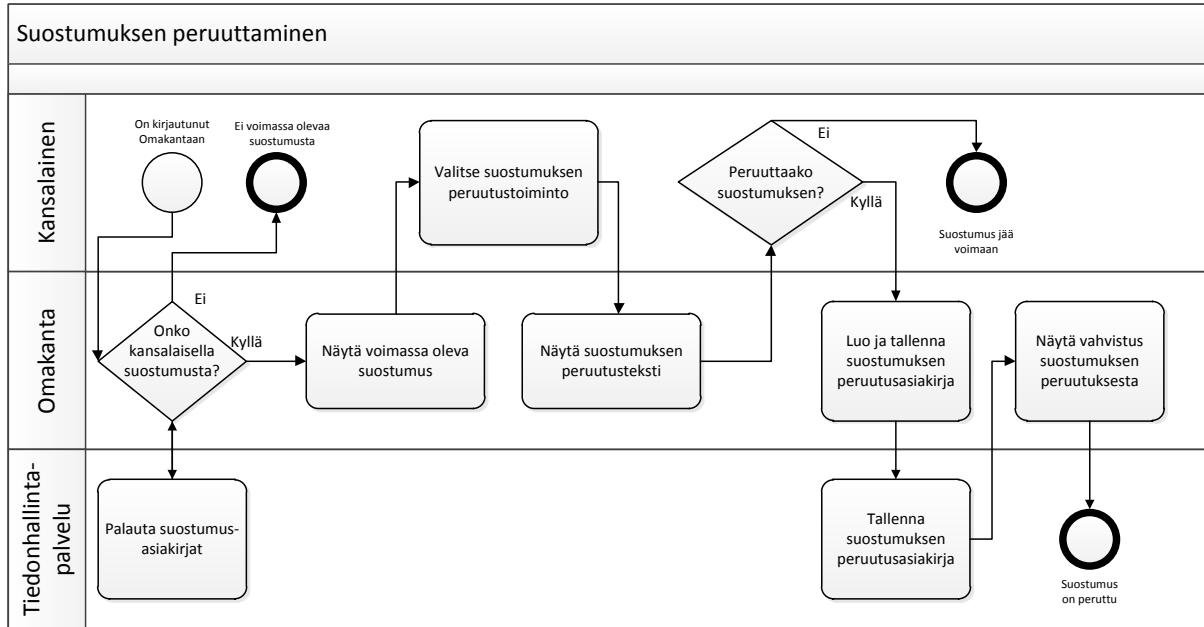 Suostumuksen peruuttaminen
Kansalainen
On kirjautunut
Omakantaan
Ei voimassa olevaa
suostumusta
Valitse suostumuksen
peruutustoiminto
Peruuttaako
suostumuksen?
Ei
Kyllä
Suostumus jää
voimaan
Omakanta
Onko
kansalaisella
suostumusta?
Ei
Kyllä
Näytä voimassa oleva
suostumus
Näytä suostumuksen
peruutusteksti
Luo ja tallenna
suostumuksen
peruutusasiakirja
Näytä vahvistus
suostumuksen
peruutuksesta
Tiedonhallinta-
palvelu
Palauta suostumus-
asiakirjat
Tallenna
suostumuksen
peruutusasiakirja
Suostumus
on peruttu